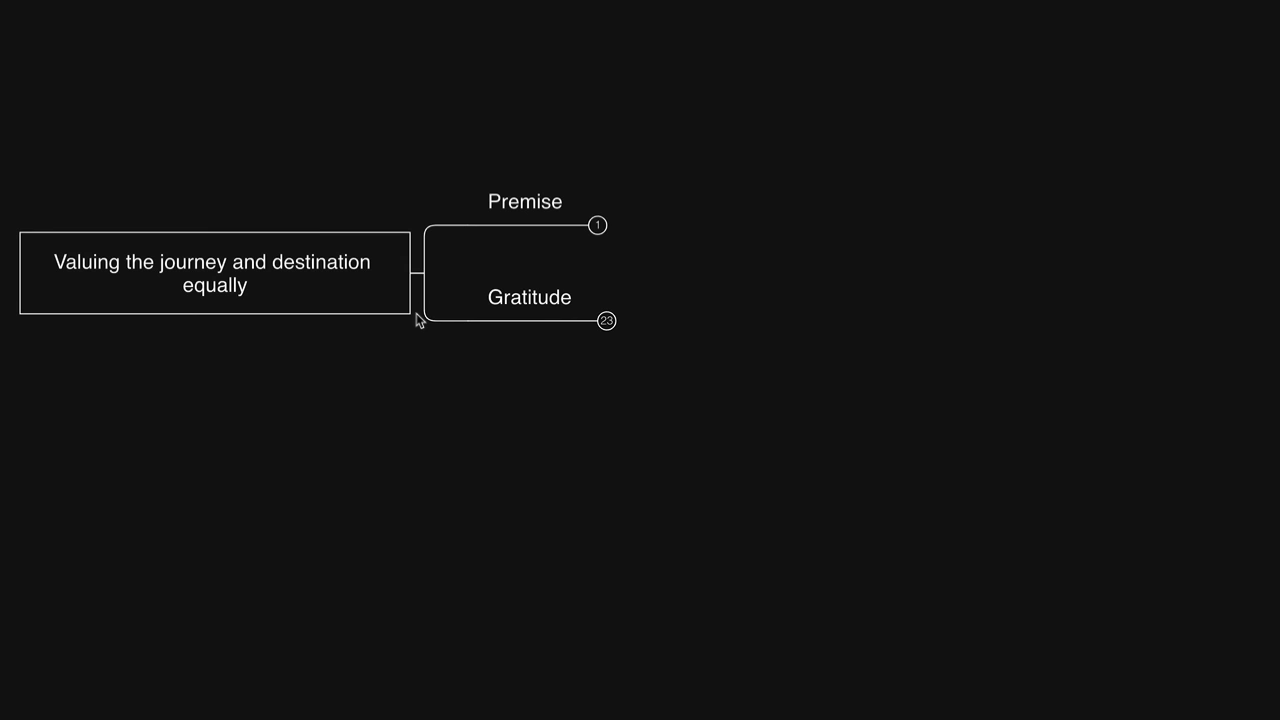 Premise
1
Valuing the journey and destination
equally
Gratitude
23